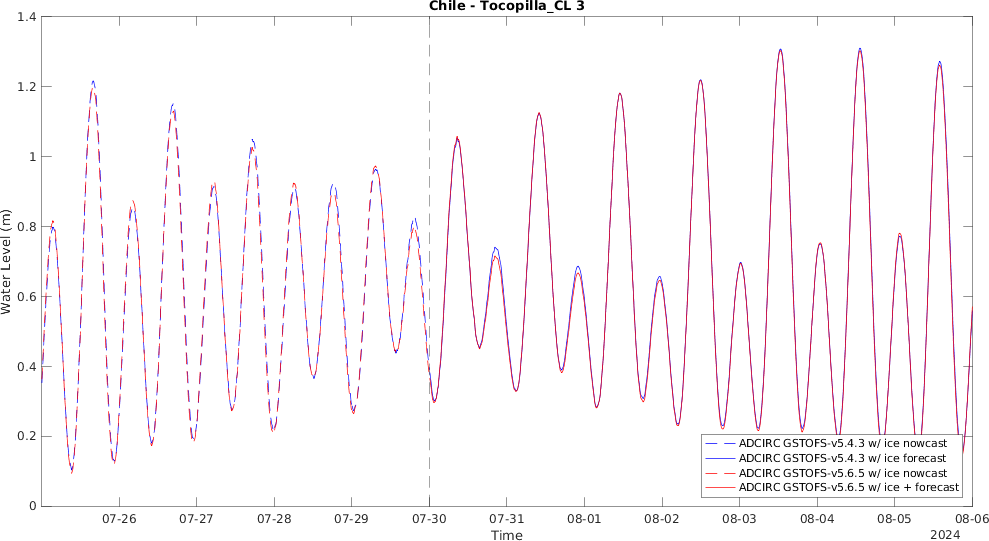 Chile - Tocopilla_CL 3
1.4
1.2
1
0.8
0.6
0.4
0.2
0
Water Level (m)
ADCIRC GSTOFS-v5.4.3 w/ ice nowcast
ADCIRC GSTOFS-v5.4.3 w/ ice forecast
ADCIRC GSTOFS-v5.6.5 w/ ice nowcast
ADCIRC GSTOFS-v5.6.5 w/ ice + forecast
07-26 07-27 07-28 07-29 07-30 07-31 08-01 08-02 08-03 08-04 08-05 08-06
Time
2024